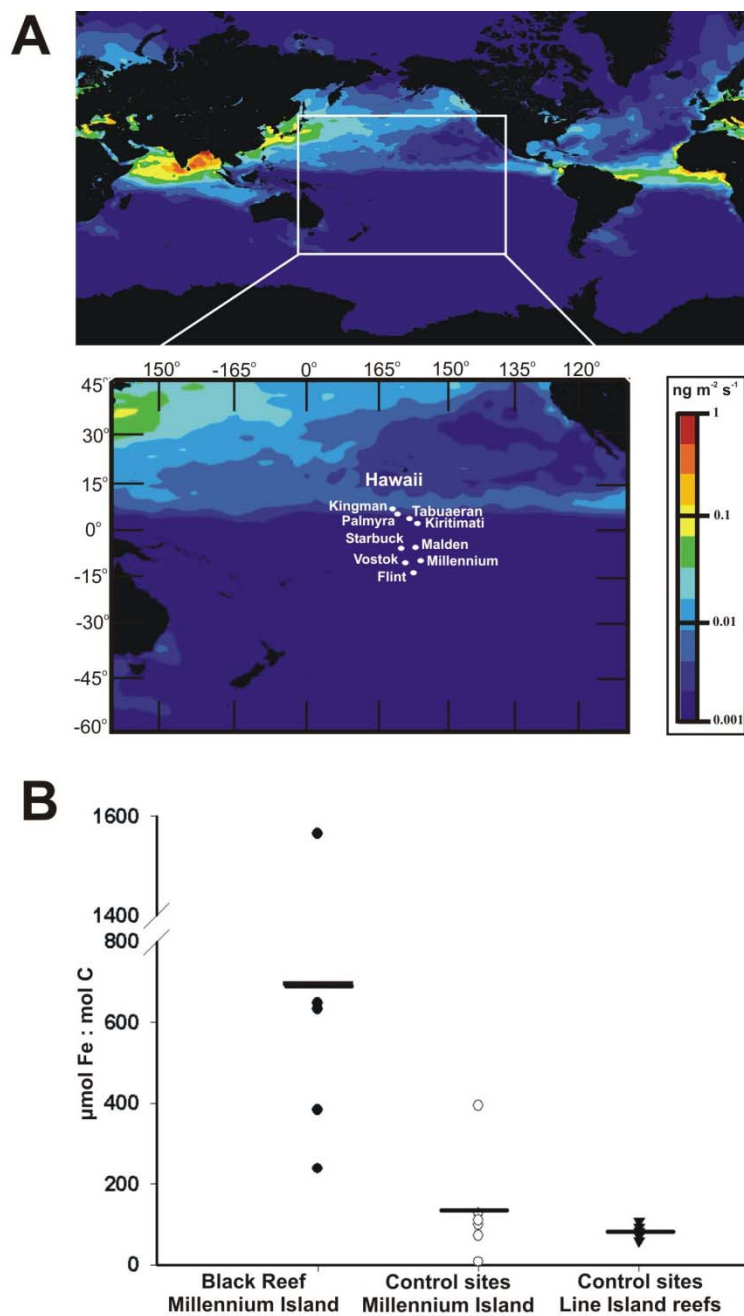 A
150° -165° 0° 165° 150° 135° 120°
45°
30°
15°
0°
-15°
-30°
-45°
-60°
Hawaii
Kingman Tabuaeran
Palmyra Kiritimati
Starbuck Malden
Vostok Millennium
Flint
ng m⁻² s⁻¹
1
0.1
0.01
0.001
B
1600
1400
800
600
400
200
0
µmol Fe : mol C
Black Reef Control sites Control sites
Millennium Island Millennium Island Line Island reefs